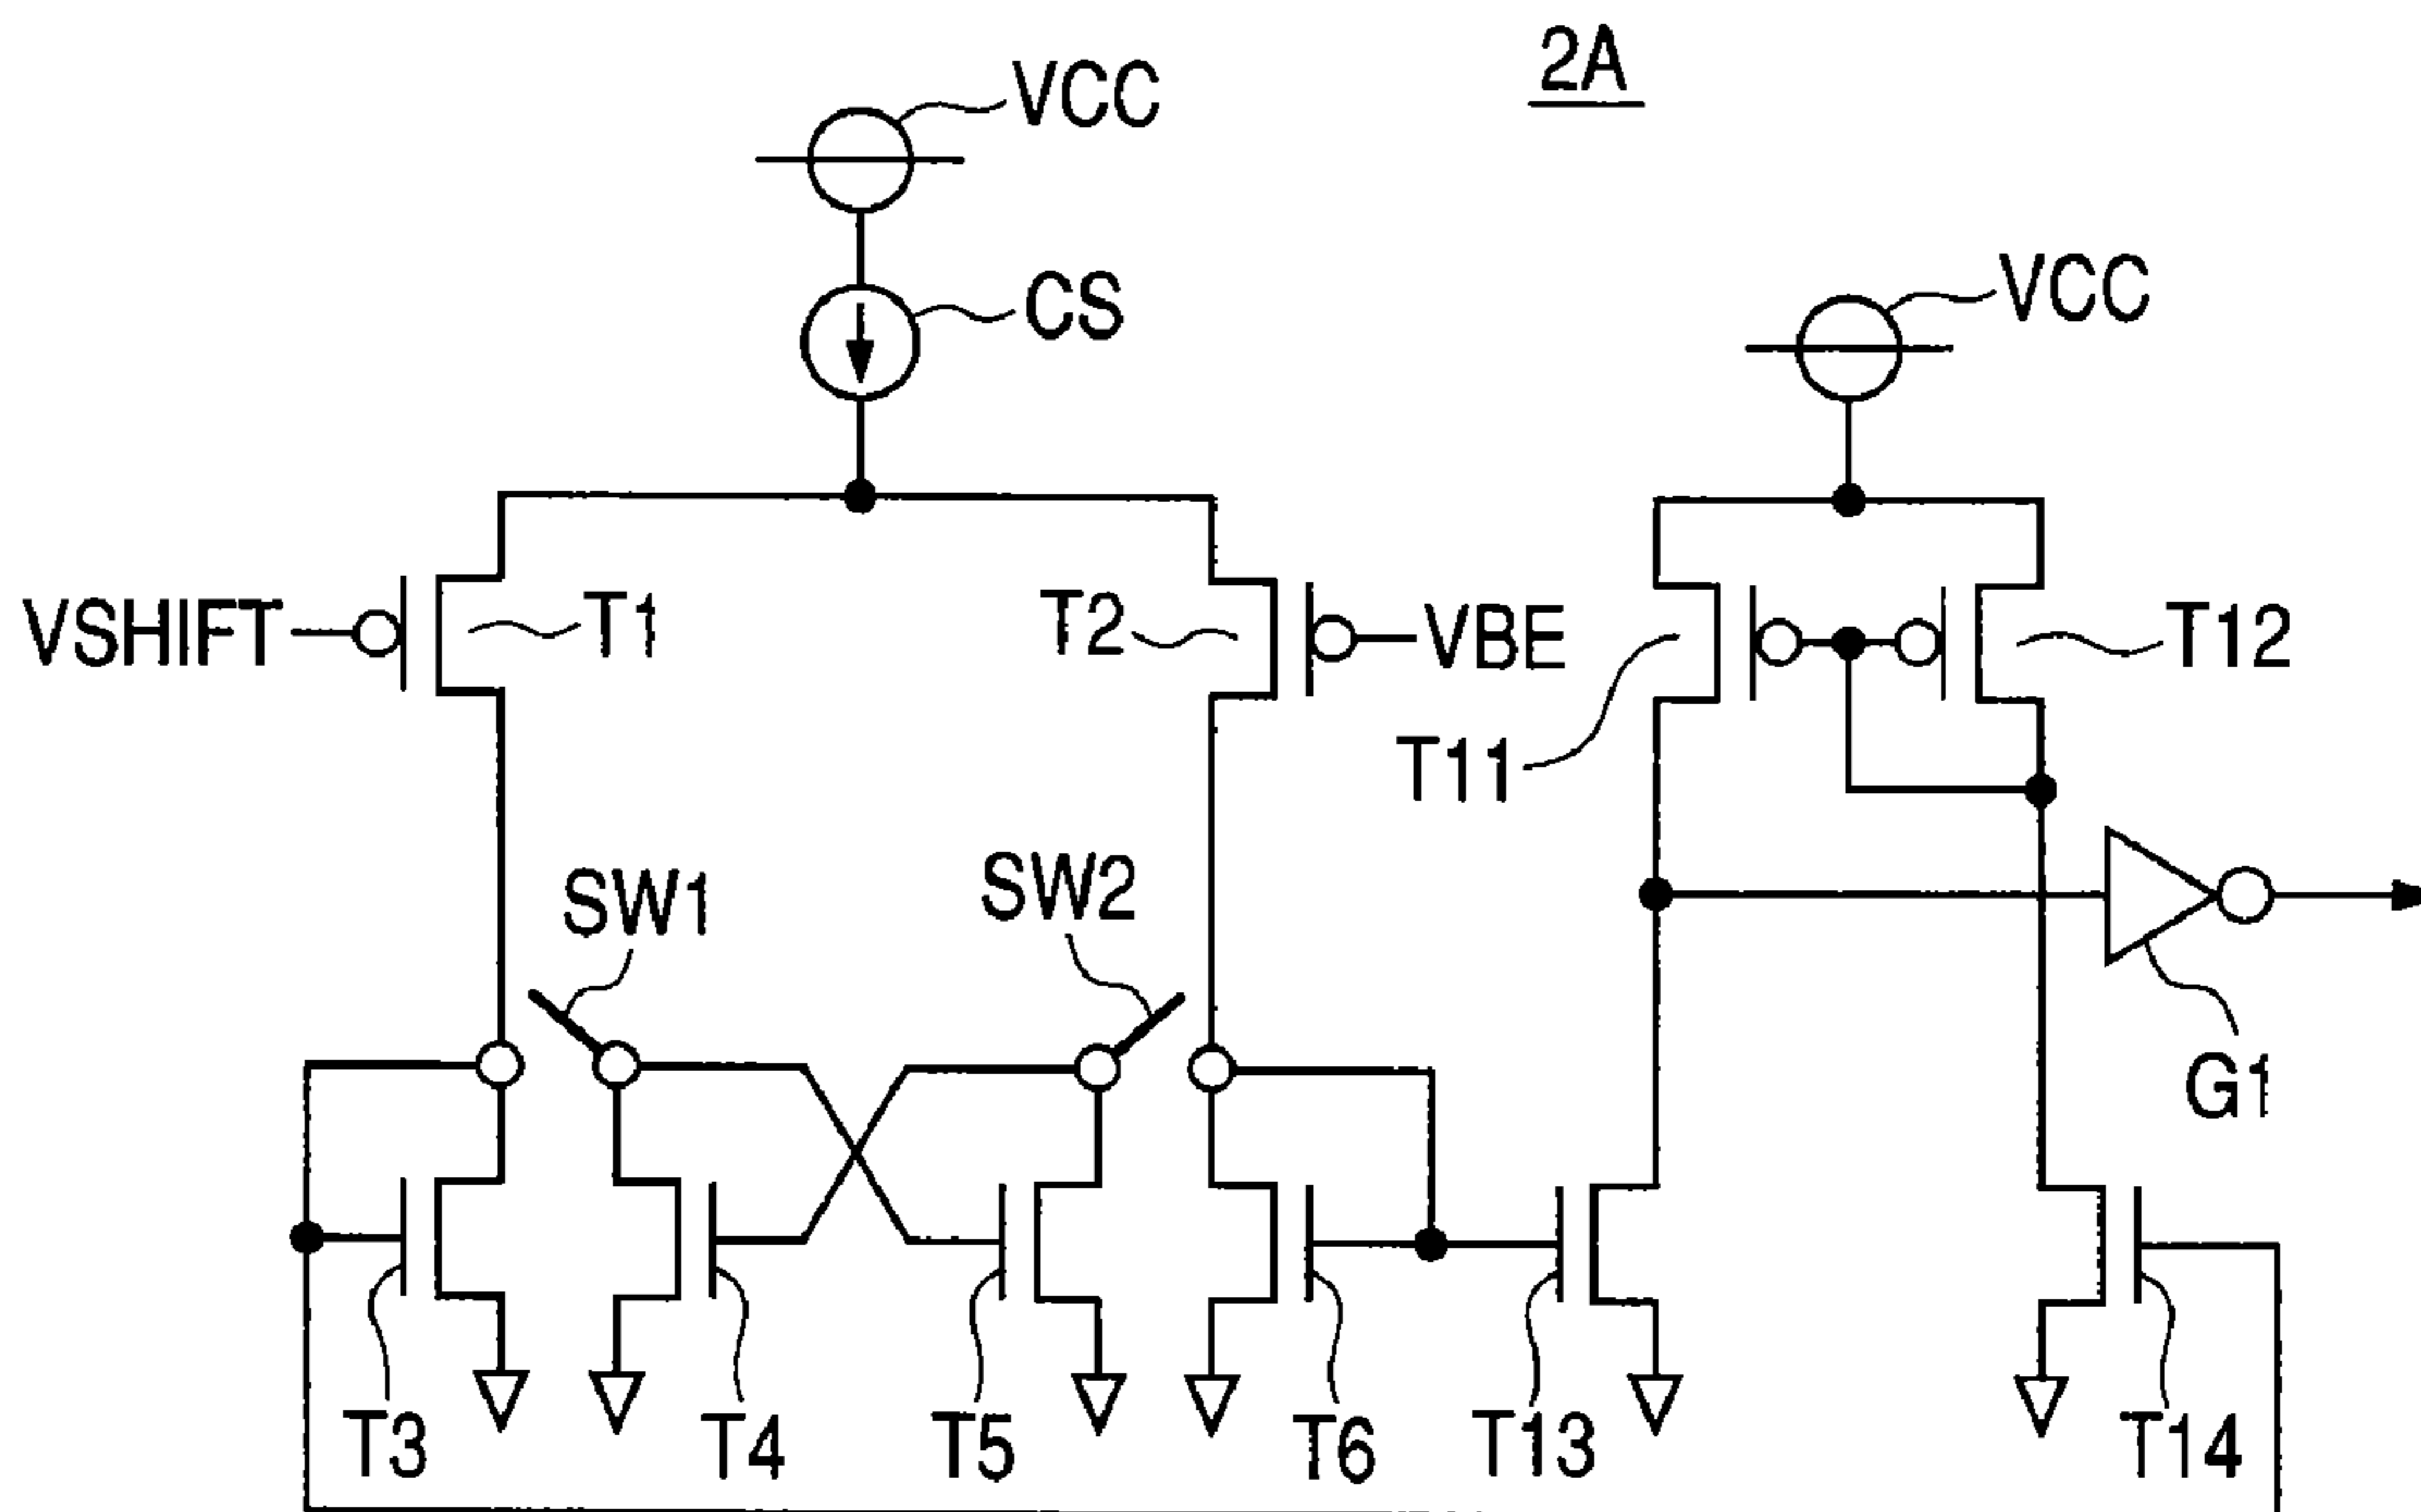 2A
VCC
CS
VCC
VSHIFT
T1
T2
VBE
T12
T11
SW1
SW2
G1
T3
T4
T5
T6
T13
T14